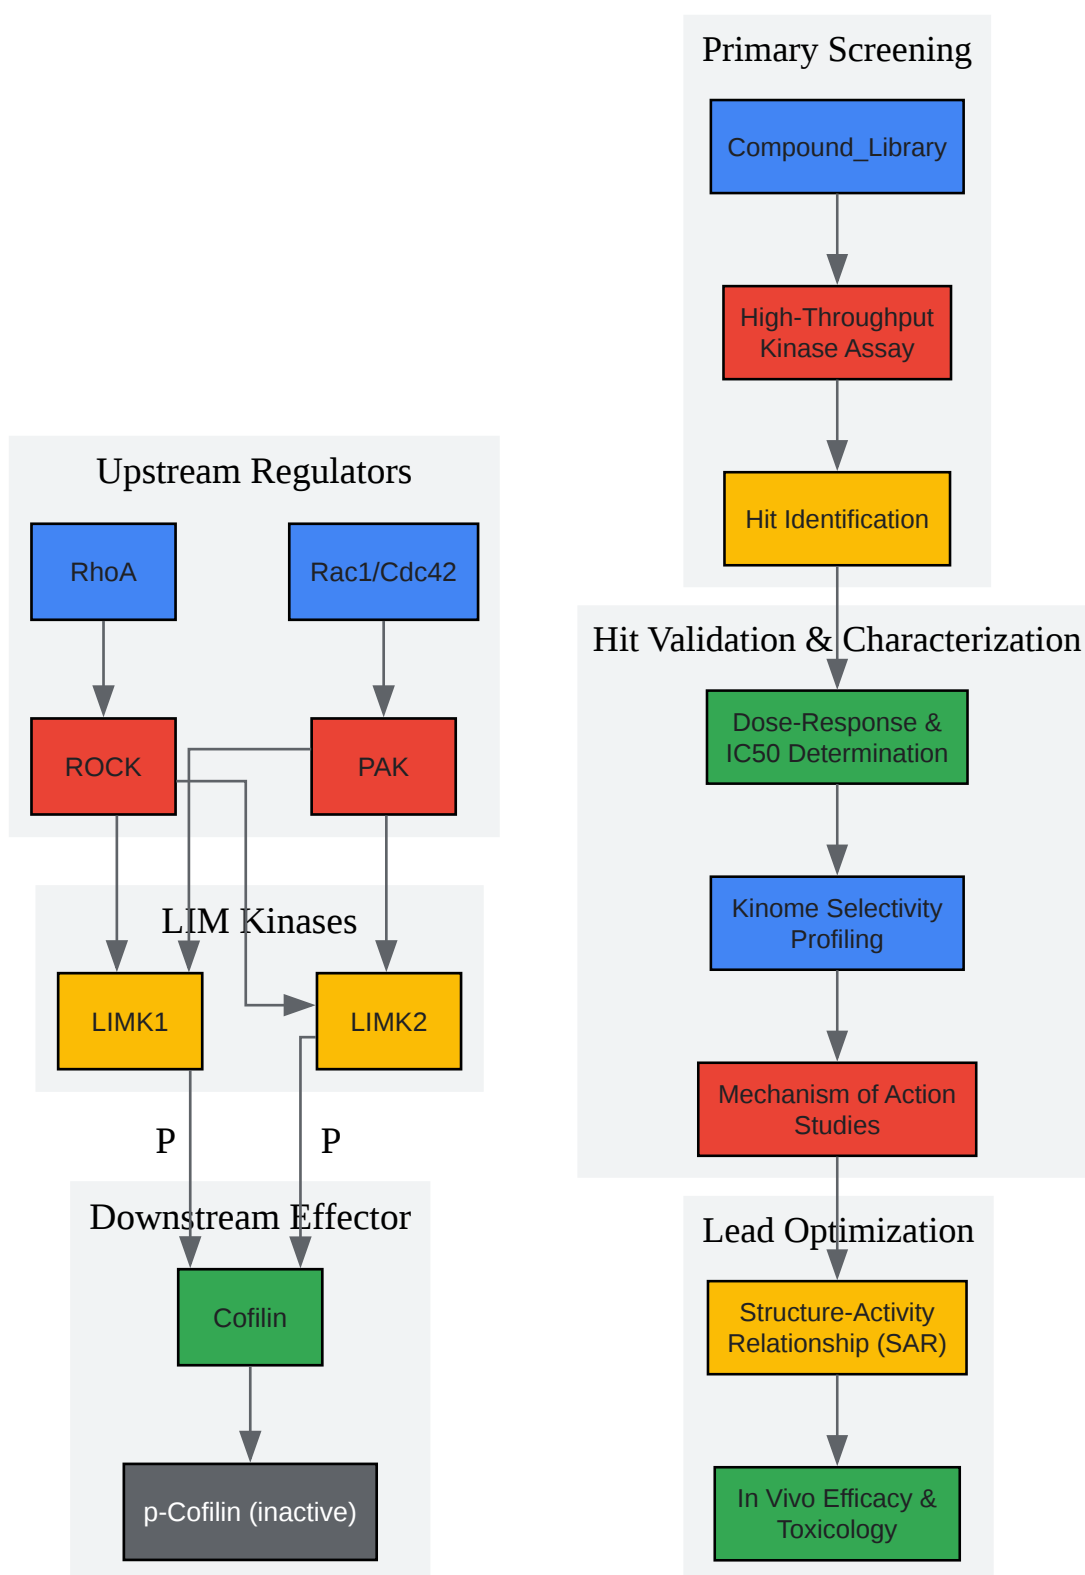 Upstream Regulators
RhoA
Rac1/Cdc42
ROCK
PAK
LIM Kinases
LIMK1
LIMK2
P
P
Downstream Effector
Cofilin
p-Cofilin (inactive)
Primary Screening
Compound_Library
High-Throughput
Kinase Assay
Hit Identification
Hit Validation & Characterization
Dose-Response &
IC50 Determination
Kinome Selectivity
Profiling
Mechanism of Action
Studies
Lead Optimization
Structure-Activity
Relationship (SAR)
In Vivo Efficacy &
Toxicology